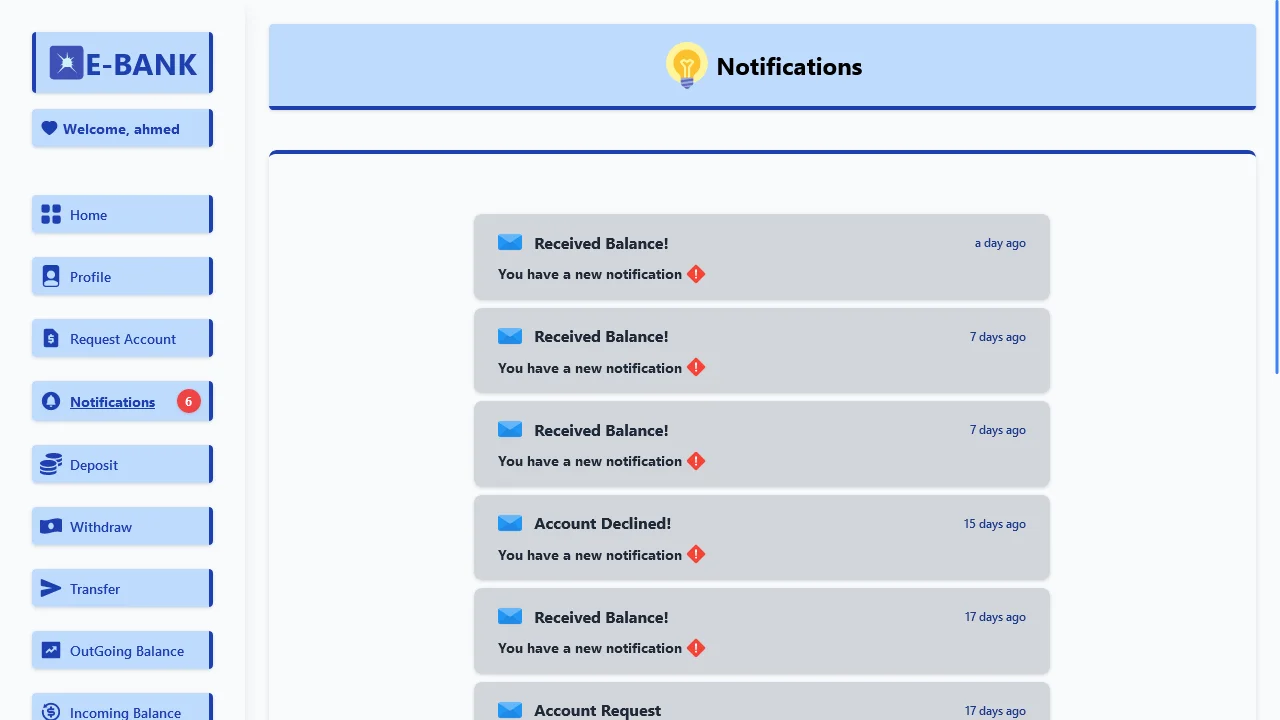 E-BANK
Welcome, ahmed
Home
Profile
Request Account
Notifications 6
Deposit
Withdraw
Transfer
OutGoing Balance
Incoming Balance
Notifications
Received Balance! a day ago
You have a new notification
Received Balance! 7 days ago
You have a new notification
Received Balance! 7 days ago
You have a new notification
Account Declined! 15 days ago
You have a new notification
Received Balance! 17 days ago
You have a new notification
Account Request 17 days ago